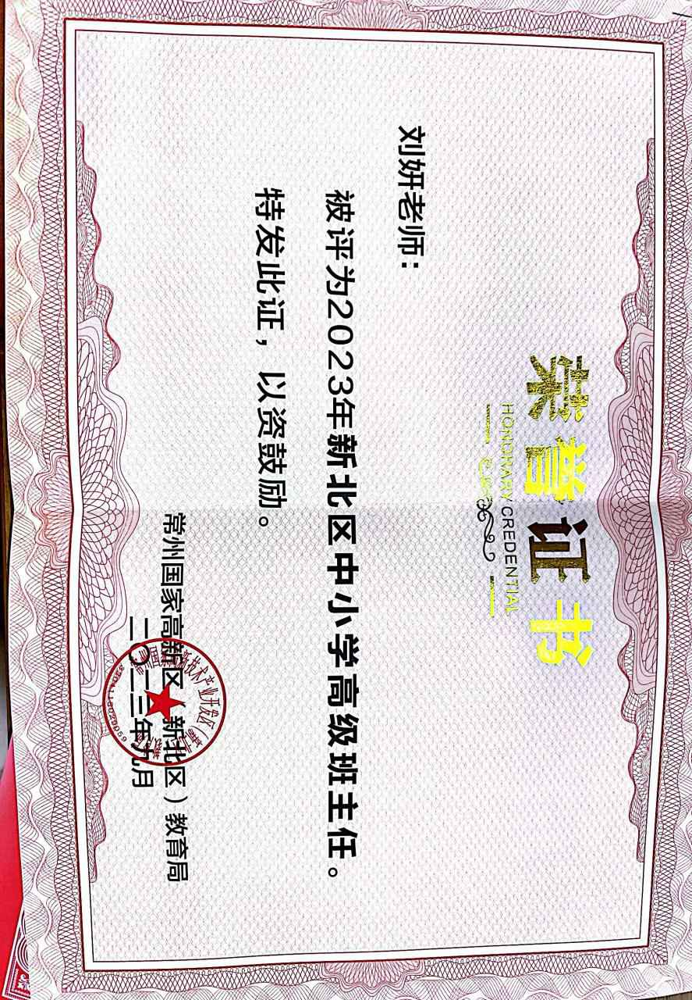 荣誉证书
HONORARY CREDENTIAL
刘妍老师：
被评为2023年新北区中小学高级班主任。
特发此证，以资鼓励。
常州国家高新区（新北区）教育局
二〇二三年九月